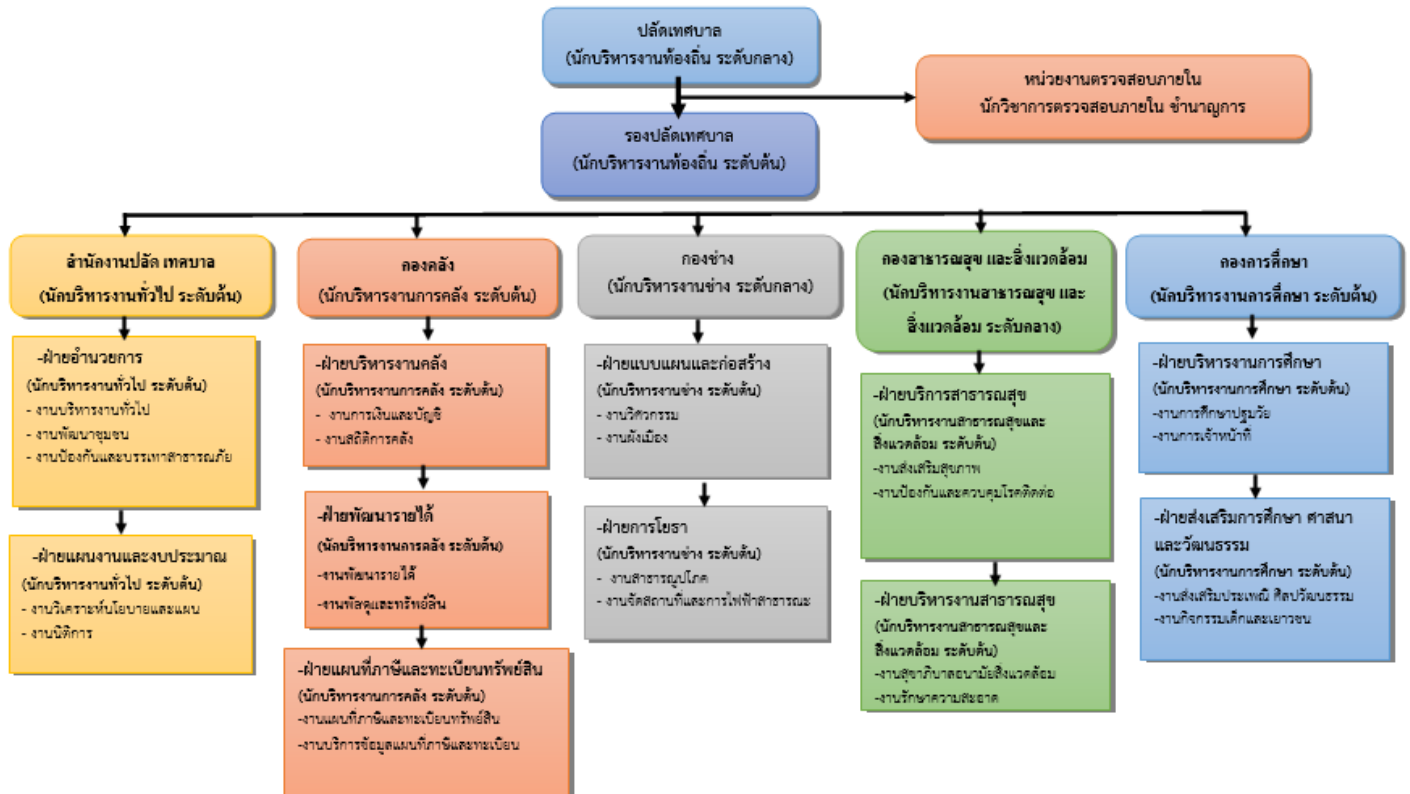 ปลัดเทศบาล
(นักบริหารงานท้องถิ่น ระดับกลาง)
หน่วยงานตรวจสอบภายใน
นักวิชาการตรวจสอบภายใน ชำนาญการ
รองปลัดเทศบาล
(นักบริหารงานท้องถิ่น ระดับต้น)
สำนักงานปลัด เทศบาล
(นักบริหารงานทั่วไป ระดับต้น)
-ฝ่ายอำนวยการ
(นักบริหารงานทั่วไป ระดับต้น)
- งานบริหารงานทั่วไป
- งานพัฒนาชุมชน
- งานป้องกันและบรรเทาสาธารณภัย
-ฝ่ายแผนงานและงบประมาณ
(นักบริหารงานทั่วไป ระดับต้น)
- งานวิเคราะห์นโยบายและแผน
- งานนิติการ
กองคลัง
(นักบริหารงานการคลัง ระดับต้น)
-ฝ่ายบริหารงานคลัง
(นักบริหารงานการคลัง ระดับต้น)
- งานการเงินและบัญชี
- งานสถิติการคลัง
-ฝ่ายพัฒนารายได้
(นักบริหารงานการคลัง ระดับต้น)
-งานพัฒนารายได้
-งานพัสดุและทรัพย์สิน
-ฝ่ายแผนที่ภาษีและทะเบียนทรัพย์สิน
(นักบริหารงานการคลัง ระดับต้น)
-งานแผนที่ภาษีและทะเบียนทรัพย์สิน
-งานบริการข้อมูลแผนที่ภาษีและทะเบียน
กองช่าง
(นักบริหารงานช่าง ระดับกลาง)
-ฝ่ายแบบแผนและก่อสร้าง
(นักบริหารงานช่าง ระดับต้น)
- งานวิศวกรรม
- งานผังเมือง
-ฝ่ายการโยธา
(นักบริหารงานช่าง ระดับต้น)
- งานสาธารณูปโภค
- งานจัดสถานที่และการไฟฟ้าสาธารณะ
กองสาธารณสุข และสิ่งแวดล้อม
(นักบริหารงานสาธารณสุข และ
สิ่งแวดล้อม ระดับกลาง)
-ฝ่ายบริการสาธารณสุข
(นักบริหารงานสาธารณสุขและ
สิ่งแวดล้อม ระดับต้น)
-งานส่งเสริมสุขภาพ
-งานป้องกันและควบคุมโรคติดต่อ
-ฝ่ายบริหารงานสาธารณสุข
(นักบริหารงานสาธารณสุขและ
สิ่งแวดล้อม ระดับต้น)
-งานสุขาภิบาลอนามัยสิ่งแวดล้อม
-งานรักษาความสะอาด
กองการศึกษา
(นักบริหารงานการศึกษา ระดับต้น)
-ฝ่ายบริหารงานการศึกษา
(นักบริหารงานการศึกษา ระดับต้น)
-งานการศึกษาปฐมวัย
-งานการเจ้าหน้าที่
-ฝ่ายส่งเสริมการศึกษา ศาสนา
และวัฒนธรรม
(นักบริหารงานการศึกษา ระดับต้น)
-งานส่งเสริมประเพณี ศิลปวัฒนธรรม
-งานกิจกรรมเด็กและเยาวชน